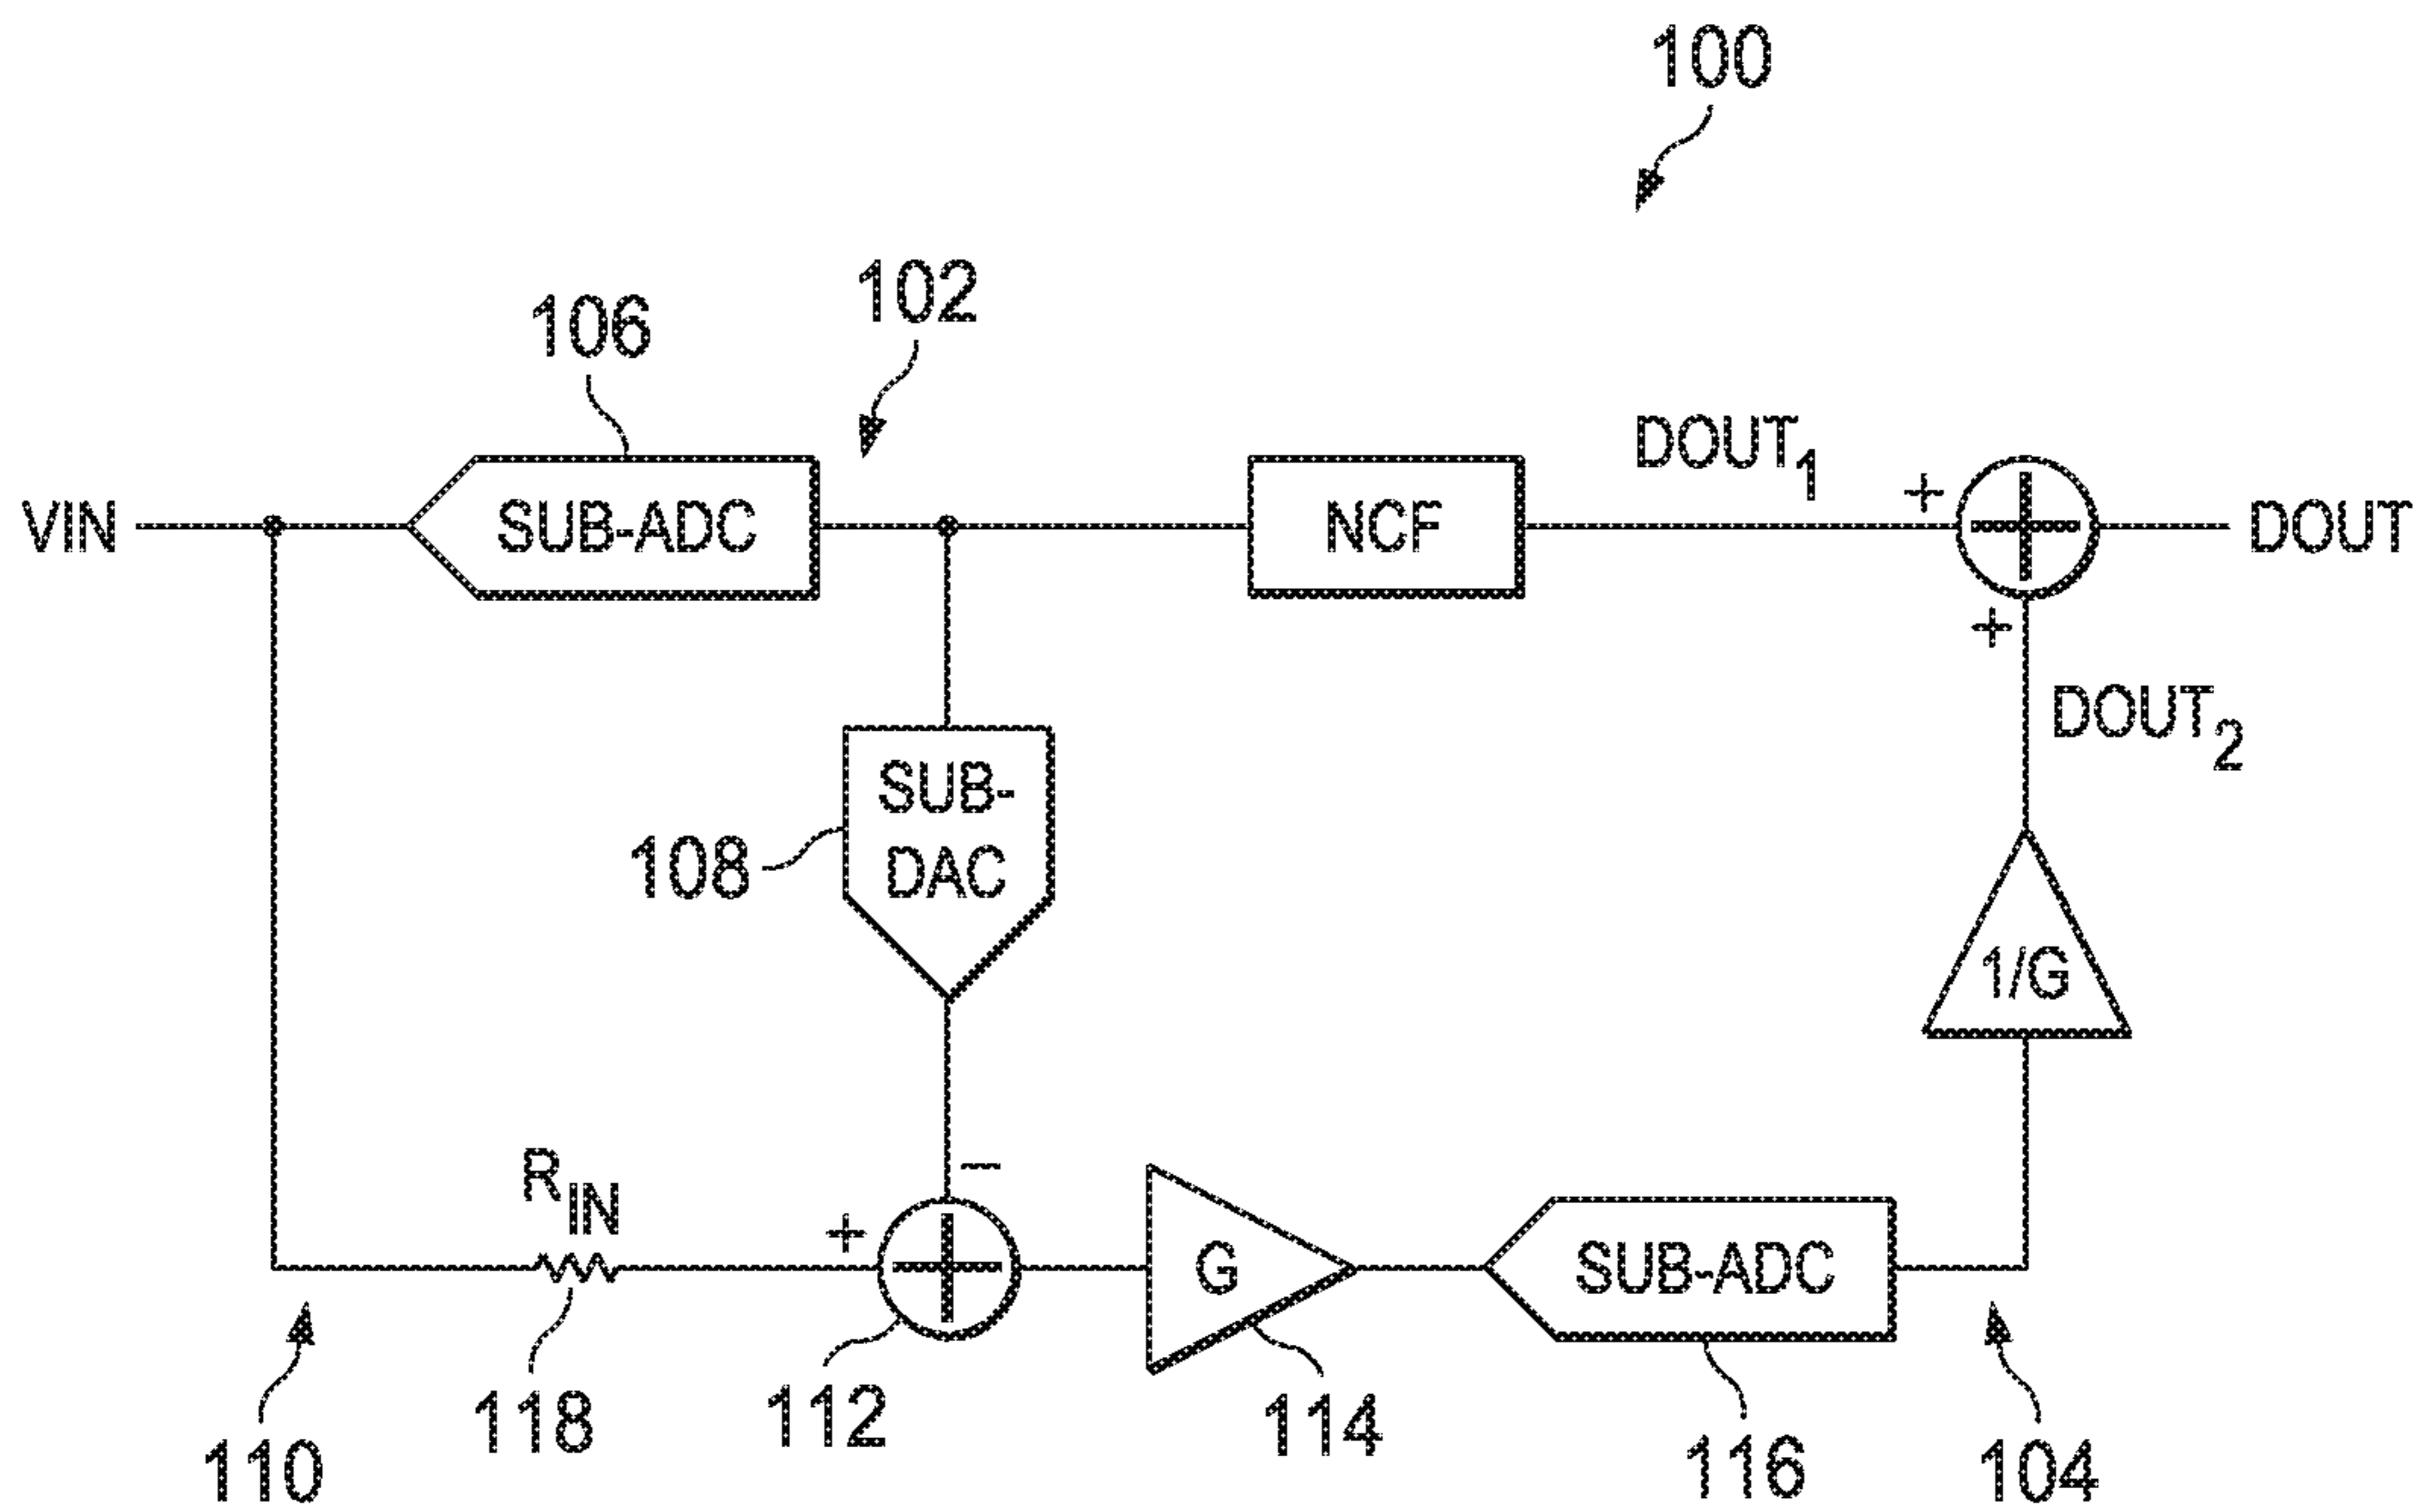 100
102
106
DOUT1
VIN
SUB-ADC
NCF
+
DOUT
+
DOUT2
SUB-
DAC
108
1/G
RIN
−
+
G
SUB-ADC
110
118
112
114
116
104